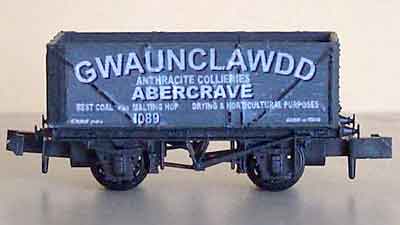 GWAUNCLAWDD
ANTHRACITE COLLIERIES
ABERCRAVE
BEST COAL FOR MALTING HOP DRYING & HORTICULTURAL PURPOSES
1089